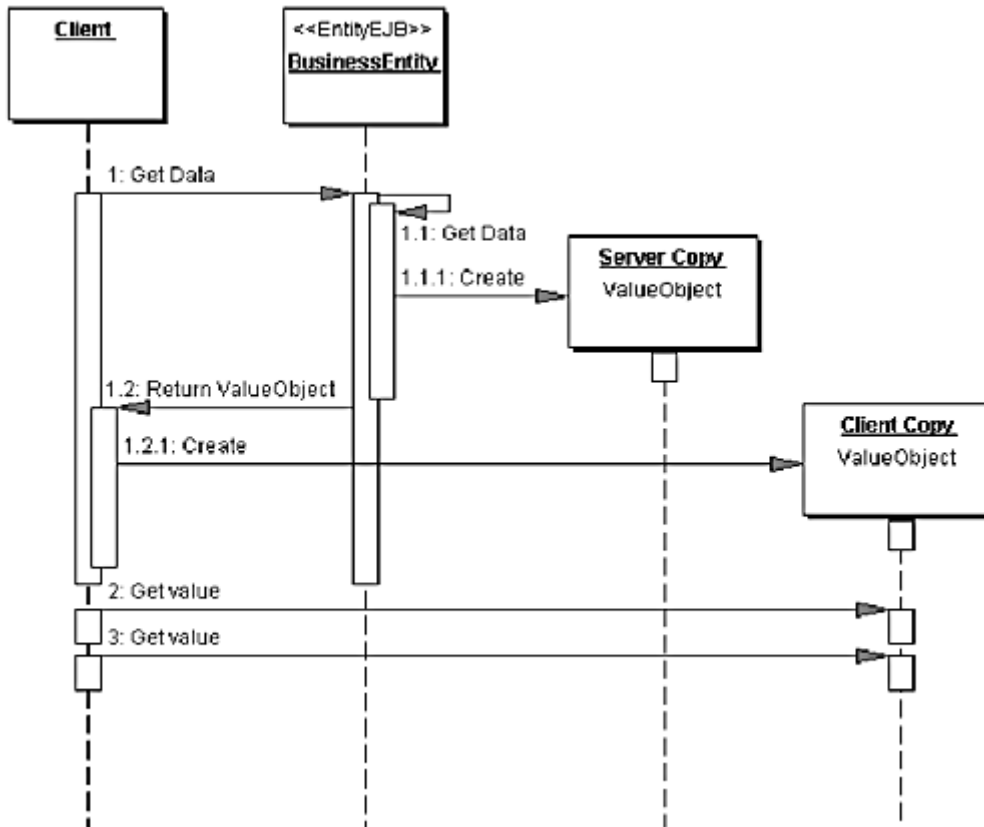 Client
<<EntityEJB>>
BusinessEntity
1: Get Data
1.1: Get Data
1.1.1: Create
Server Copy
ValueObject
1.2: Return ValueObject
1.2.1: Create
Client Copy
ValueObject
2: Get value
3: Get value